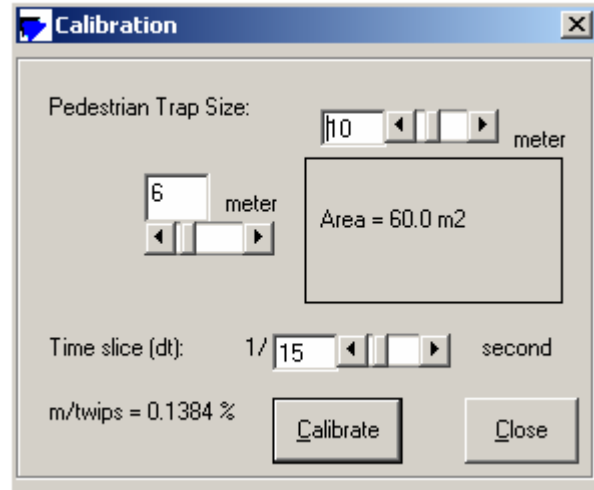 Calibration
Pedestrian Trap Size:
10
meter
6
meter
Area = 60.0 m2
Time slice (dt): 1/ 15 second
m/twips = 0.1384 %
Calibrate
Close